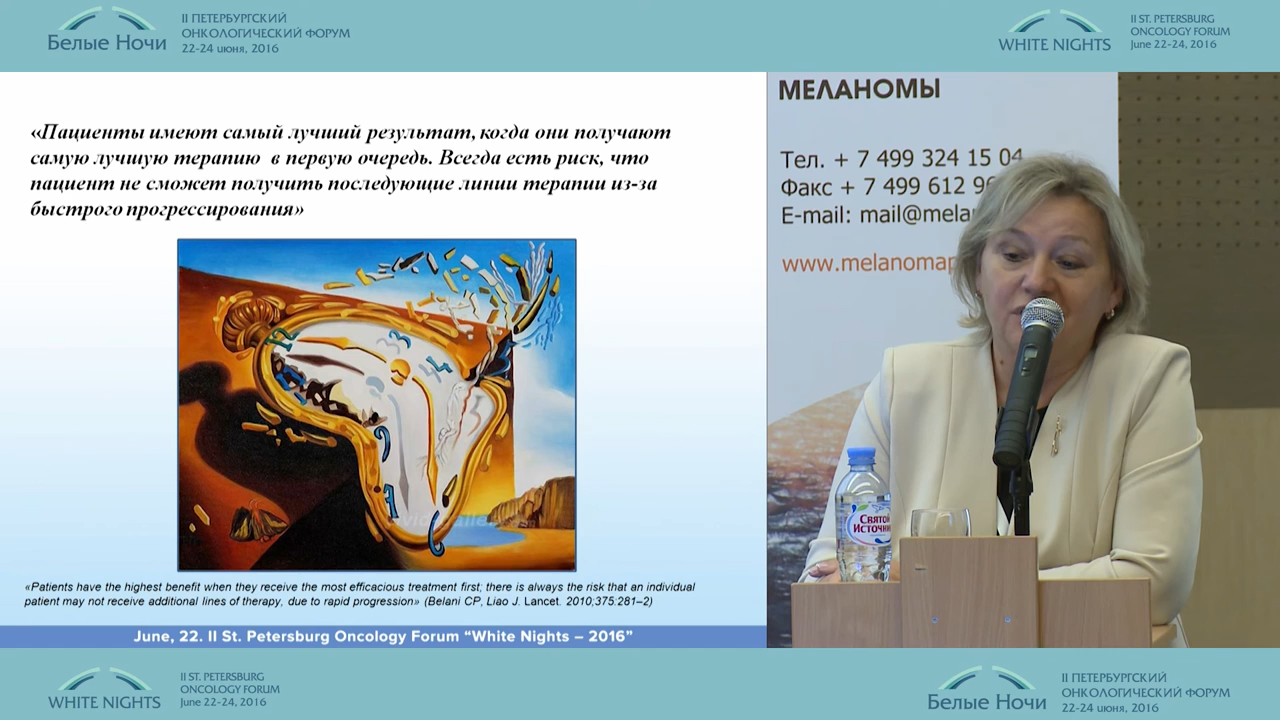 Белые Ночи
II ПЕТЕРБУРГСКИЙ
ОНКОЛОГИЧЕСКИЙ ФОРУМ
22-24 июня, 2016
WHITE NIGHTS
II ST. PETERSBURG
ONCOLOGY FORUM
June 22-24, 2016
«Пациенты имеют самый лучший результат, когда они получают
самую лучшую терапию в первую очередь. Всегда есть риск, что
пациент не сможет получить последующие линии терапии из-за
быстрого прогрессирования»
«Patients have the highest benefit when they receive the most efficacious treatment first; there is always the risk that an individual
patient may not receive additional lines of therapy, due to rapid progression» (Belani CP, Liao J. Lancet. 2010;375:281–2)
June, 22. II St. Petersburg Oncology Forum “White Nights – 2016”
МЕЛАНОМЫ
Тел. + 7 499 324 15 04
Факс + 7 499 612 9
E-mail: mail@mela
www.melanomap
Святой
Источник
WHITE NIGHTS
II ST. PETERSBURG
ONCOLOGY FORUM
June 22-24, 2016
Белые Ночи
II ПЕТЕРБУРГСКИЙ
ОНКОЛОГИЧЕСКИЙ ФОРУМ
22-24 июня, 2016